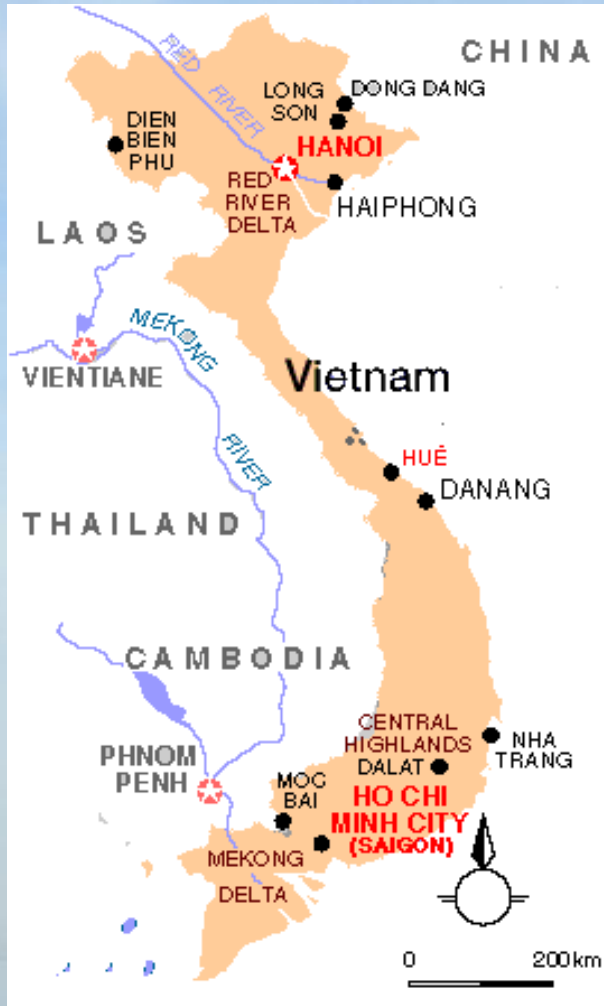 CHINA
RED RIVER
LONG
SON
DONG DANG
DIEN
BIEN
PHU
HANOI
RED
RIVER
DELTA
HAIPHONG
LAOS
MEKONG
RIVER
VIENTIANE
Vietnam
HUÉ
DANANG
THAILAND
CAMBODIA
CENTRAL
HIGHLANDS
DALAT
NHA
TRANG
PHNOM
PENH
MOC
BAI
HO CHI
MINH CITY
(SAIGON)
MEKONG
DELTA
0 200km